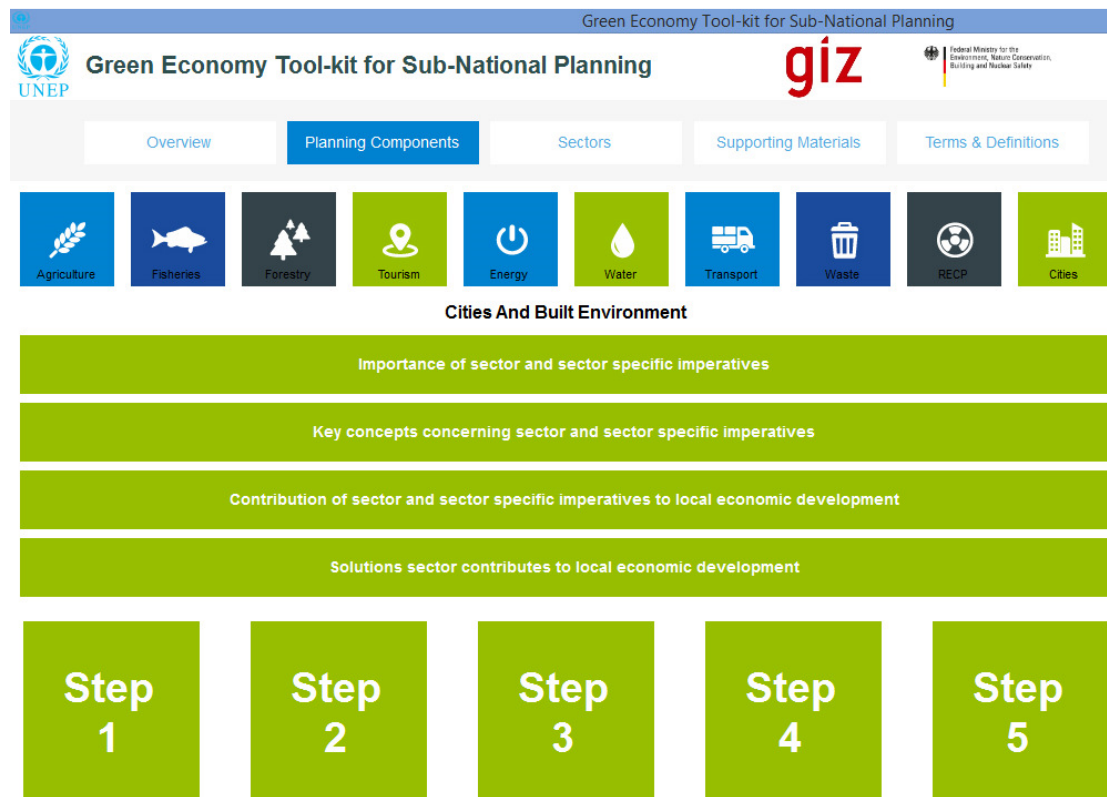 Green Economy Tool-kit for Sub-National Planning
UNEP
Green Economy Tool-kit for Sub-National Planning
giz
Federal Ministry for the
Environment, Nature Conservation,
Building and Nuclear Safety
Overview
Planning Components
Sectors
Supporting Materials
Terms & Definitions
Agriculture
Fisheries
Forestry
Tourism
Energy
Water
Transport
Waste
RECP
Cities
Cities And Built Environment
Importance of sector and sector specific imperatives
Key concepts concerning sector and sector specific imperatives
Contribution of sector and sector specific imperatives to local economic development
Solutions sector contributes to local economic development
Step
1
Step
2
Step
3
Step
4
Step
5